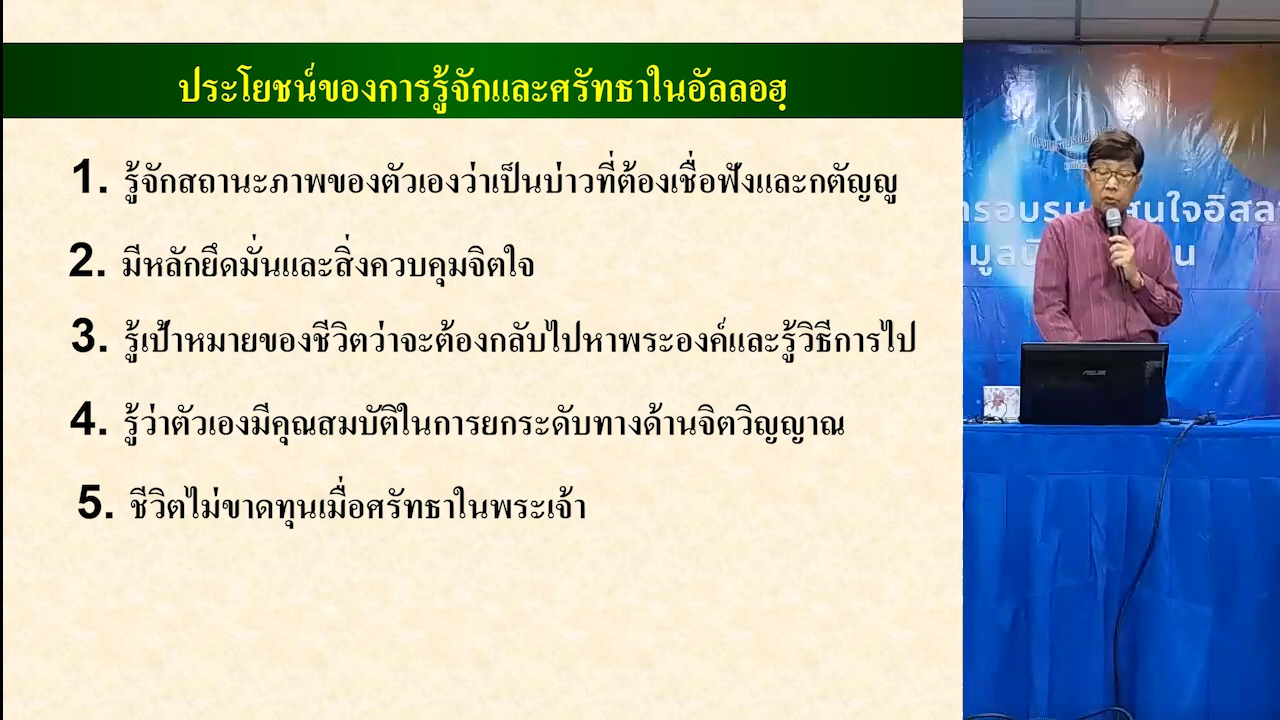 ประโยชน์ของการรู้จักและศรัทธาในอัลลอฮฺ
1. รู้จักสถานะภาพของตัวเองว่าเป็นบ่าวที่ต้องเชื่อฟังและกตัญญู
2. มีหลักยึดมั่นและสิ่งควบคุมจิตใจ
3. รู้เป้าหมายของชีวิตว่าจะต้องกลับไปหาพระองค์และรู้วิธีการไป
4. รู้ว่าตัวเองมีคุณสมบัติในการยกระดับทางด้านจิตวิญญาณ
5. ชีวิตไม่ขาดทุนเมื่อศรัทธาในพระเจ้า
ASUS